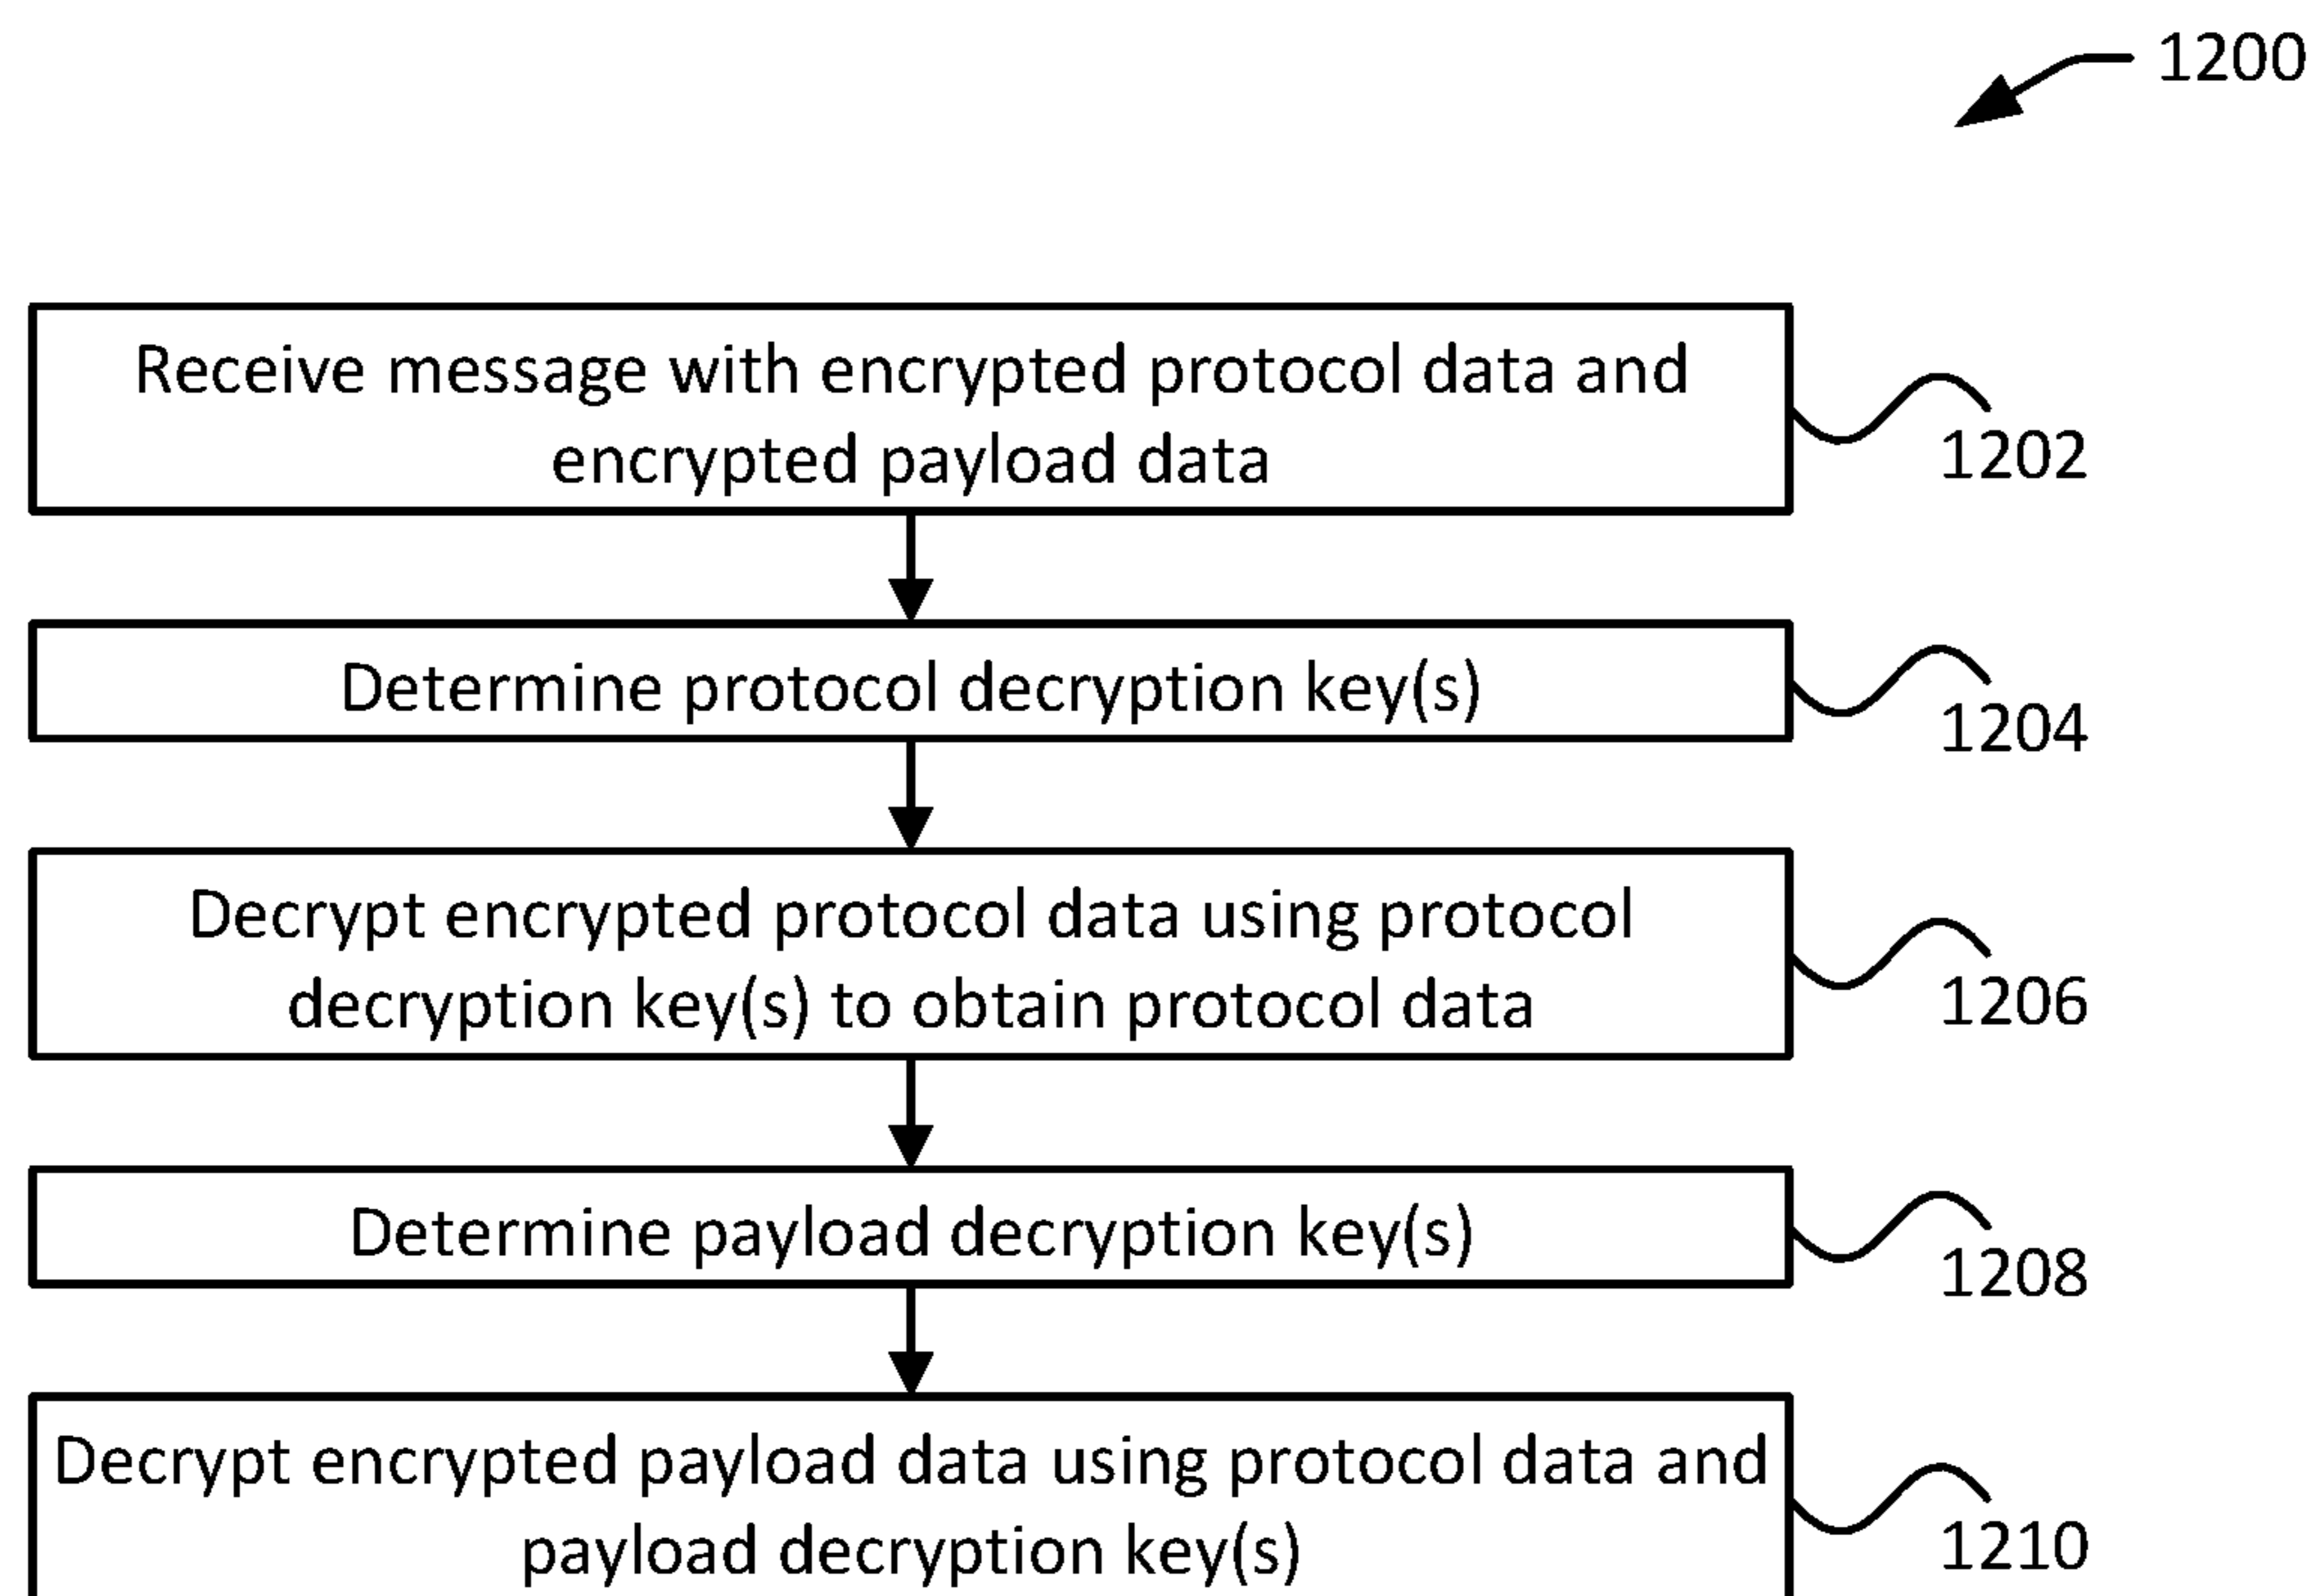 1200
Receive message with encrypted protocol data and
encrypted payload data
1202
Determine protocol decryption key(s)
1204
Decrypt encrypted protocol data using protocol
decryption key(s) to obtain protocol data
1206
Determine payload decryption key(s)
1208
Decrypt encrypted payload data using protocol data and
payload decryption key(s)
1210